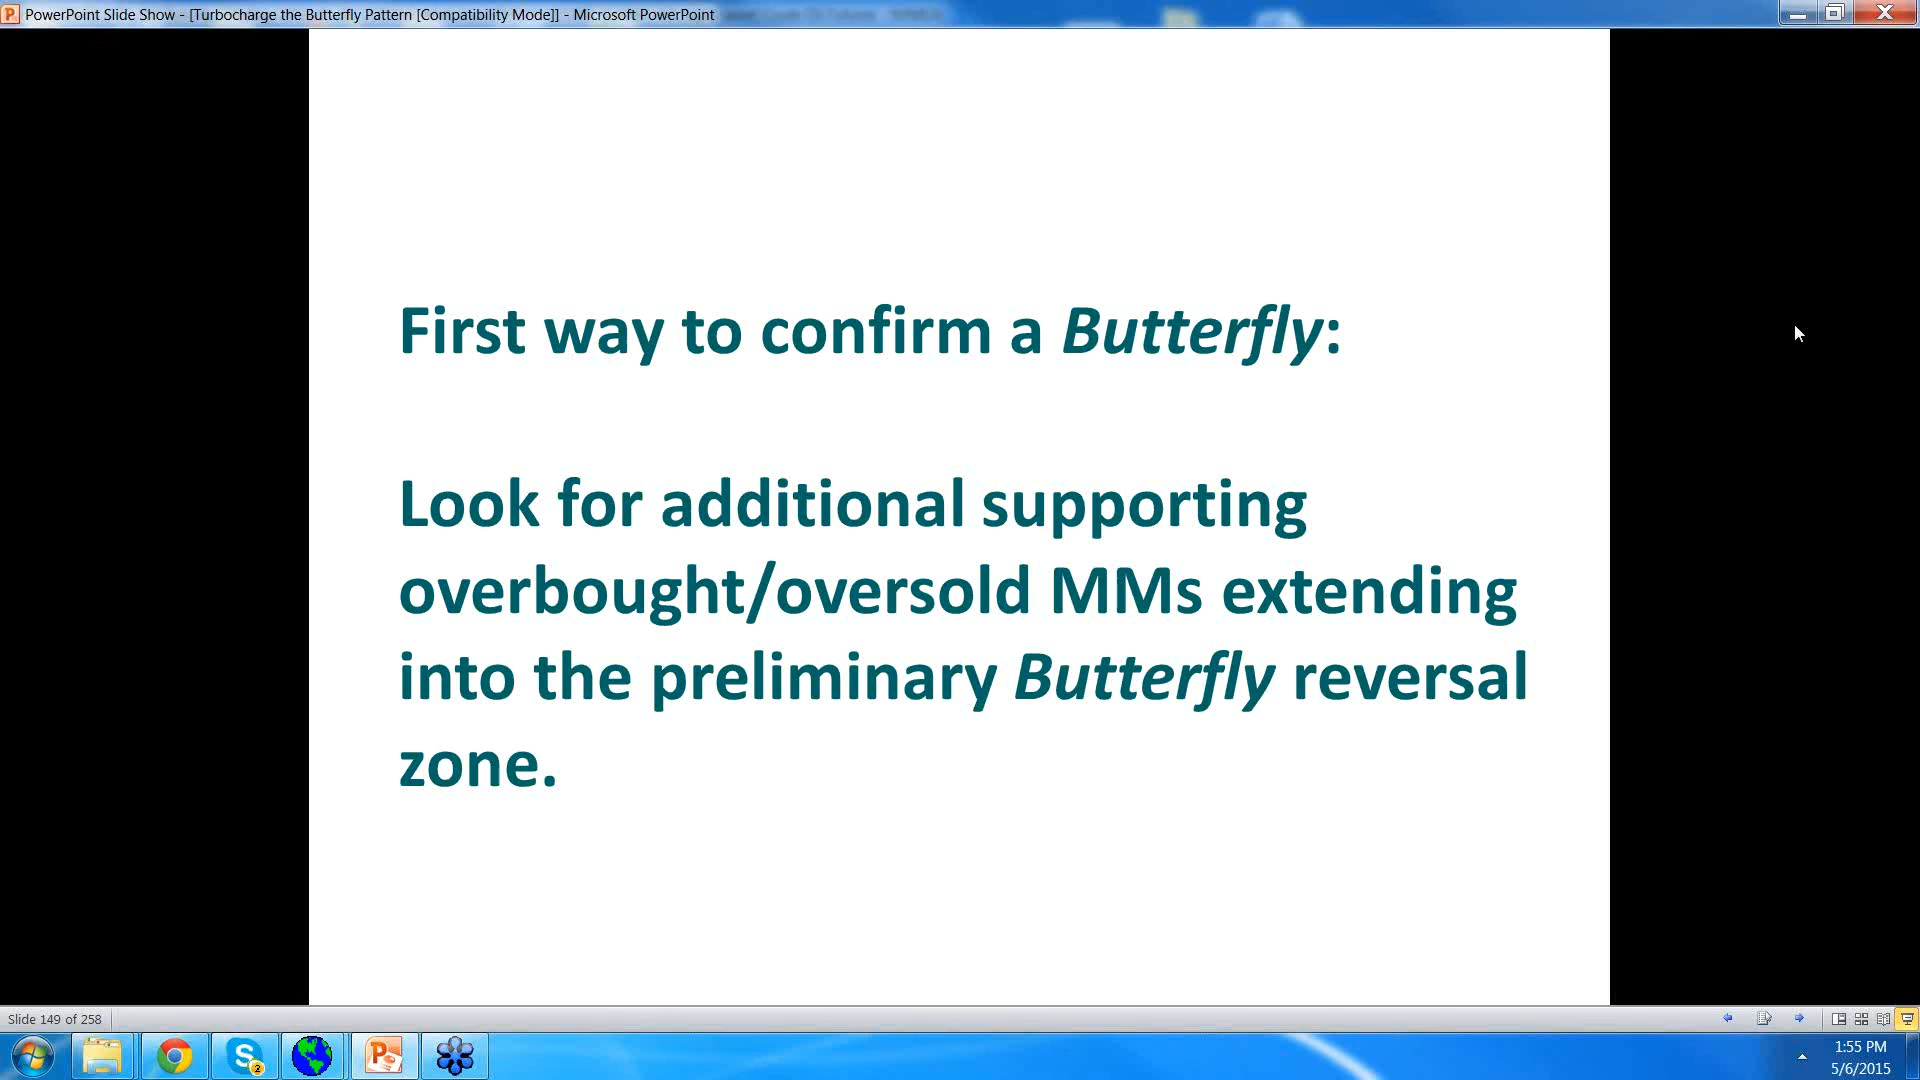 PowerPoint Slide Show - [Turbocharge the Butterfly Pattern [Compatibility Mode]] - Microsoft PowerPoint
First way to confirm a Butterfly:
Look for additional supporting
overbought/oversold MMs extending
into the preliminary Butterfly reversal
zone.
Slide 149 of 258
2
1:55 PM
5/6/2015